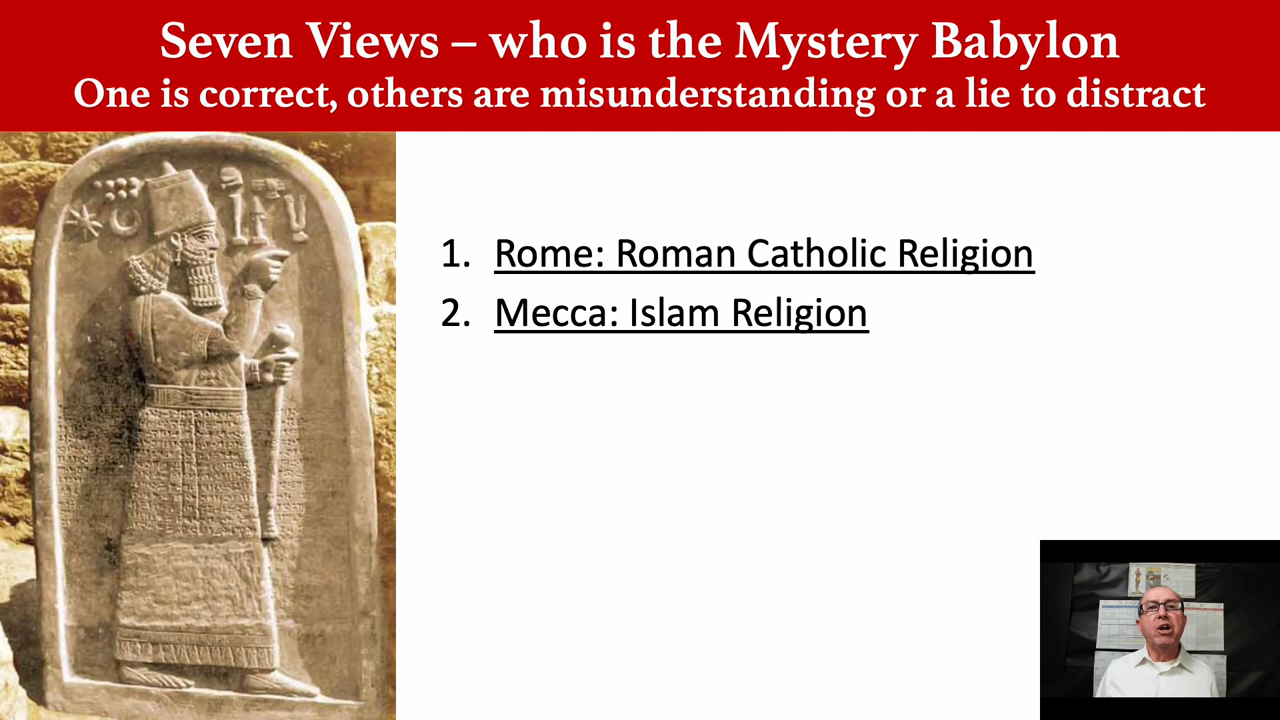 Seven Views – who is the Mystery Babylon
One is correct, others are misunderstanding or a lie to distract
1. Rome: Roman Catholic Religion
2. Mecca: Islam Religion